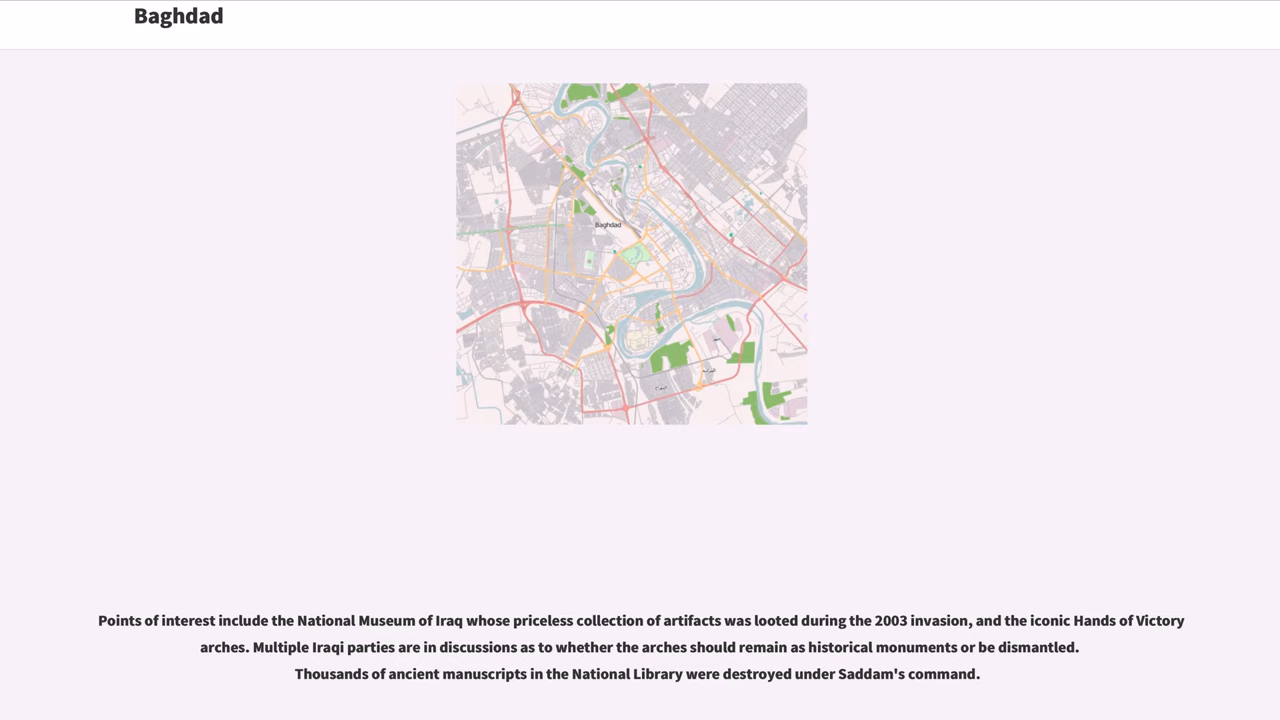 Baghdad
Baghdad
Points of interest include the National Museum of Iraq whose priceless collection of artifacts was looted during the 2003 invasion, and the iconic Hands of Victory
arches. Multiple Iraqi parties are in discussions as to whether the arches should remain as historical monuments or be dismantled.
Thousands of ancient manuscripts in the National Library were destroyed under Saddam's command.